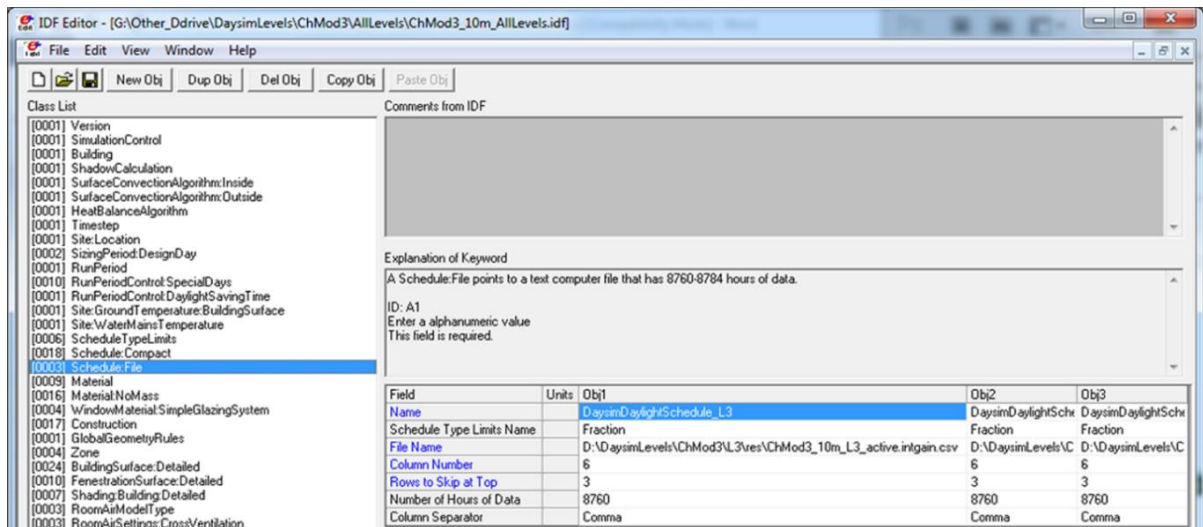 IDF Editor - [G:\Other_Ddrive\DaysimLevels\ChMod3\AllLevels\ChMod3_10m_AllLevels.idf]
File Edit View Window Help
New Obj Dup Obj Del Obj Copy Obj Paste Obj
Class List
[0001] Version
[0001] SimulationControl
[0001] Building
[0001] ShadowCalculation
[0001] SurfaceConvectionAlgorithm:Inside
[0001] SurfaceConvectionAlgorithm:Outside
[0001] HeatBalanceAlgorithm
[0001] Timestep
[0001] Site:Location
[0002] SizingPeriod:DesignDay
[0001] RunPeriod
[0010] RunPeriodControl:SpecialDays
[0001] RunPeriodControl:DaylightSavingTime
[0001] Site:GroundTemperature:BuildingSurface
[0001] Site:WaterMainsTemperature
[0006] ScheduleTypeLimits
[0018] Schedule:Compact
[0003] Schedule:File
[0009] Material
[0016] Material:NoMass
[0004] WindowMaterial:SimpleGlazingSystem
[0017] Construction
[0001] GlobalGeometryRules
[0004] Zone
[0024] BuildingSurface:Detailed
[0010] FenestrationSurface:Detailed
[0007] Shading:Building:Detailed
[0003] RoomAirModelType
[0003] RoomAirSettings:CrossVentilation
Comments from IDF
Explanation of Keyword
A Schedule:File points to a text computer file that has 8760-8784 hours of data.
ID: A1
Enter a alphanumeric value
This field is required.
Field Units Obj1 Obj2 Obj3
Name DaysimDaylightSchedule_L3 DaysimDaylightSche DaysimDaylightSche
Schedule Type Limits Name Fraction Fraction Fraction
File Name D:\DaysimLevels\ChMod3\L3\res\ChMod3_10m_L3_active.intgain.csv D:\DaysimLevels\C D:\DaysimLevels\C
Column Number 6 6 6
Rows to Skip at Top 3 3 3
Number of Hours of Data 8760 8760 8760
Column Separator Comma Comma Comma